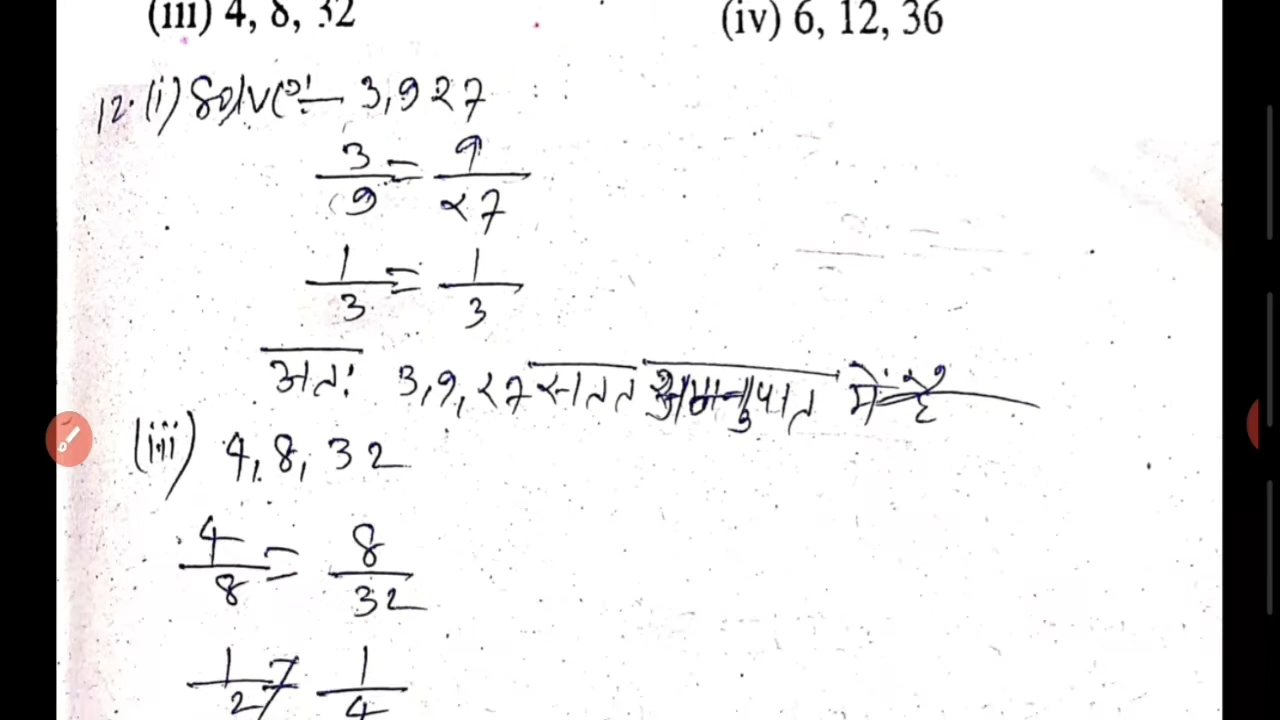 (iii) 4, 8, 32
(iv) 6, 12, 36
12. (i) Solve:— 3, 9 27
3/9 = 9/27
1/3 = 1/3
अतः 3, 9, 27 सतत समानुपात में है
(iii) 4, 8, 32
4/8 = 8/32
1/2 ≠ 1/4